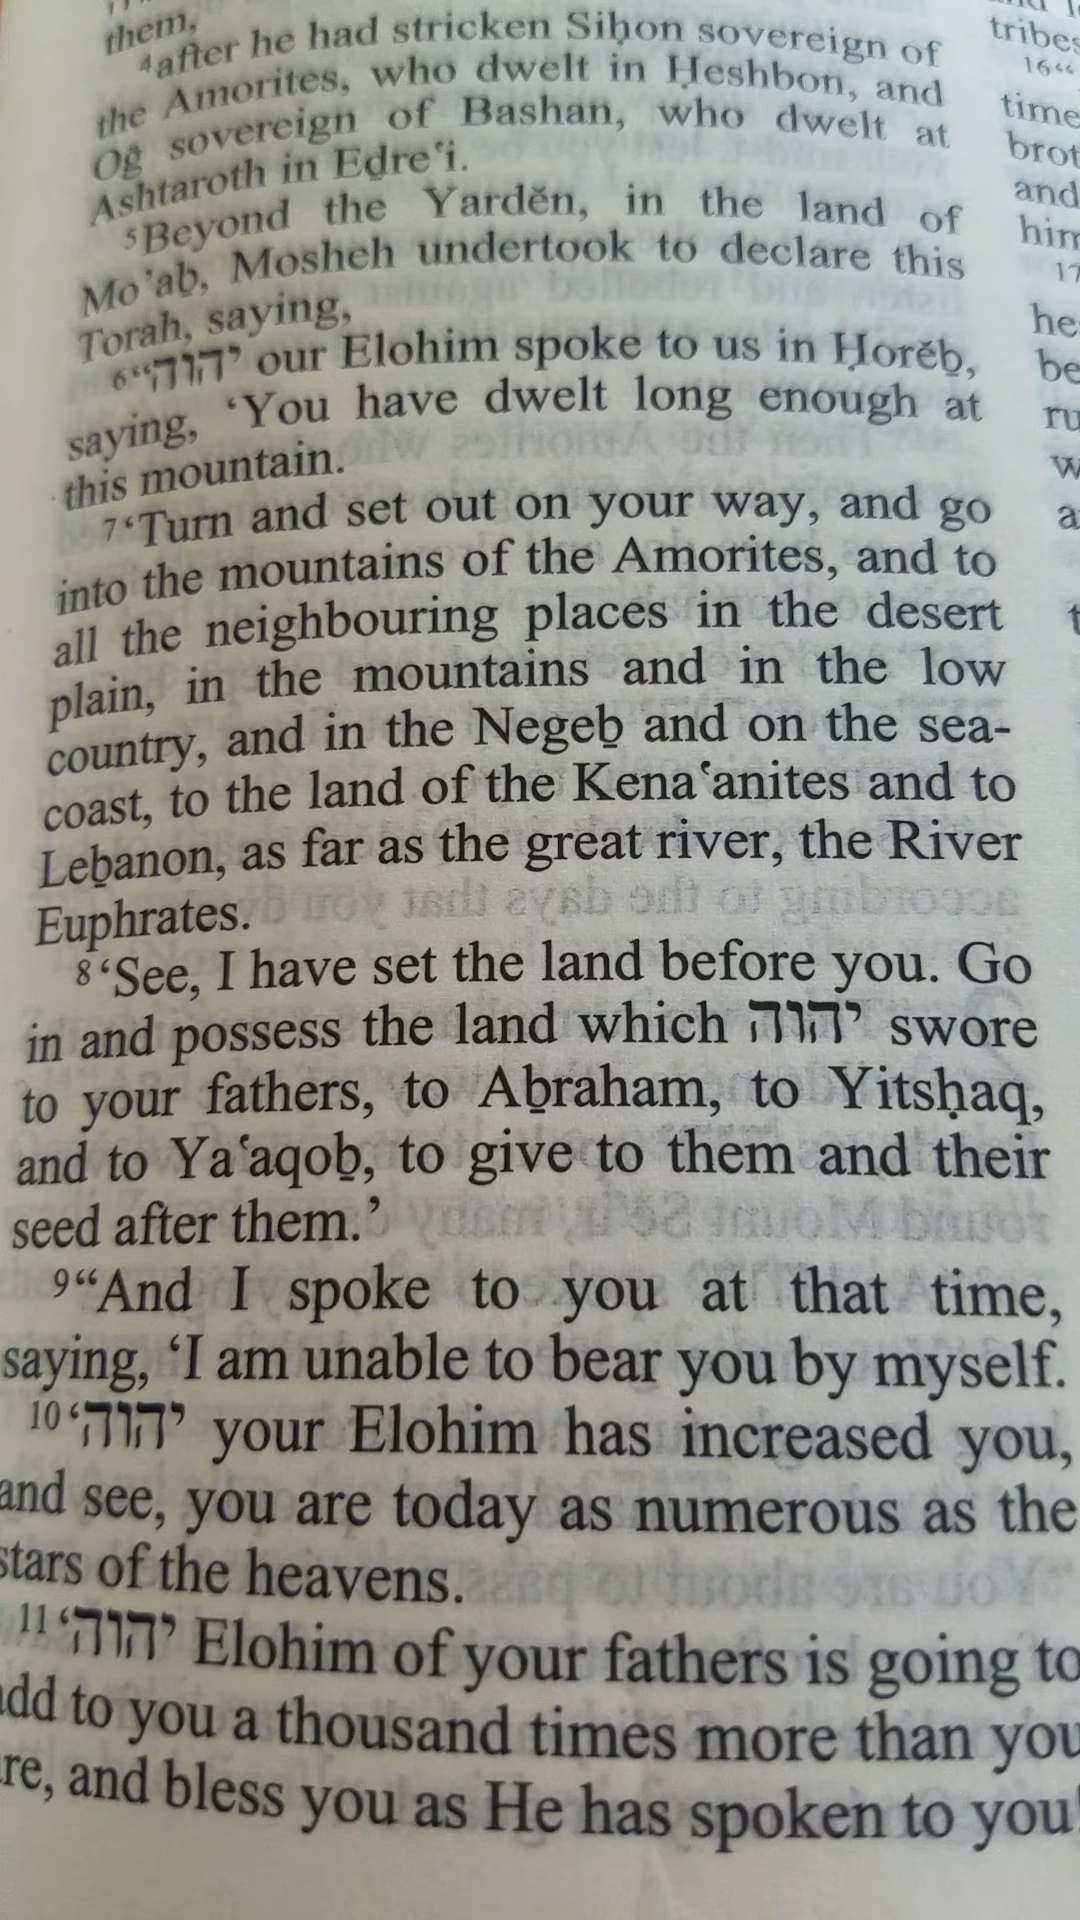 them.
4after he had stricken Siḥon sovereign of
the Amorites, who dwelt in Ḥeshbon, and
Oḡ sovereign of Bashan, who dwelt at
Ashtaroth in Eḏre‛i.
5Beyond the Yardĕn, in the land of
Mo’aḇ, Mosheh undertook to declare this
Torah, saying,
6“יהוה our Elohim spoke to us in Ḥorĕḇ,
saying, ‘You have dwelt long enough at
this mountain.
7‘Turn and set out on your way, and go
into the mountains of the Amorites, and to
all the neighbouring places in the desert
plain, in the mountains and in the low
country, and in the Negeḇ and on the sea-
coast, to the land of the Kena‛anites and to
Leḇanon, as far as the great river, the River
Euphrates.
8‘See, I have set the land before you. Go
in and possess the land which יהוה swore
to your fathers, to Aḇraham, to Yitsḥaq,
and to Ya‛aqoḇ, to give to them and their
seed after them.’
9“And I spoke to you at that time,
saying, ‘I am unable to bear you by myself.
10‘יהוה your Elohim has increased you,
and see, you are today as numerous as the
stars of the heavens.
11‘יהוה Elohim of your fathers is going to
add to you a thousand times more than you
re, and bless you as He has spoken to you!
tribes
16“
time
brot
and
him
17
he
be
ru
w
a
t